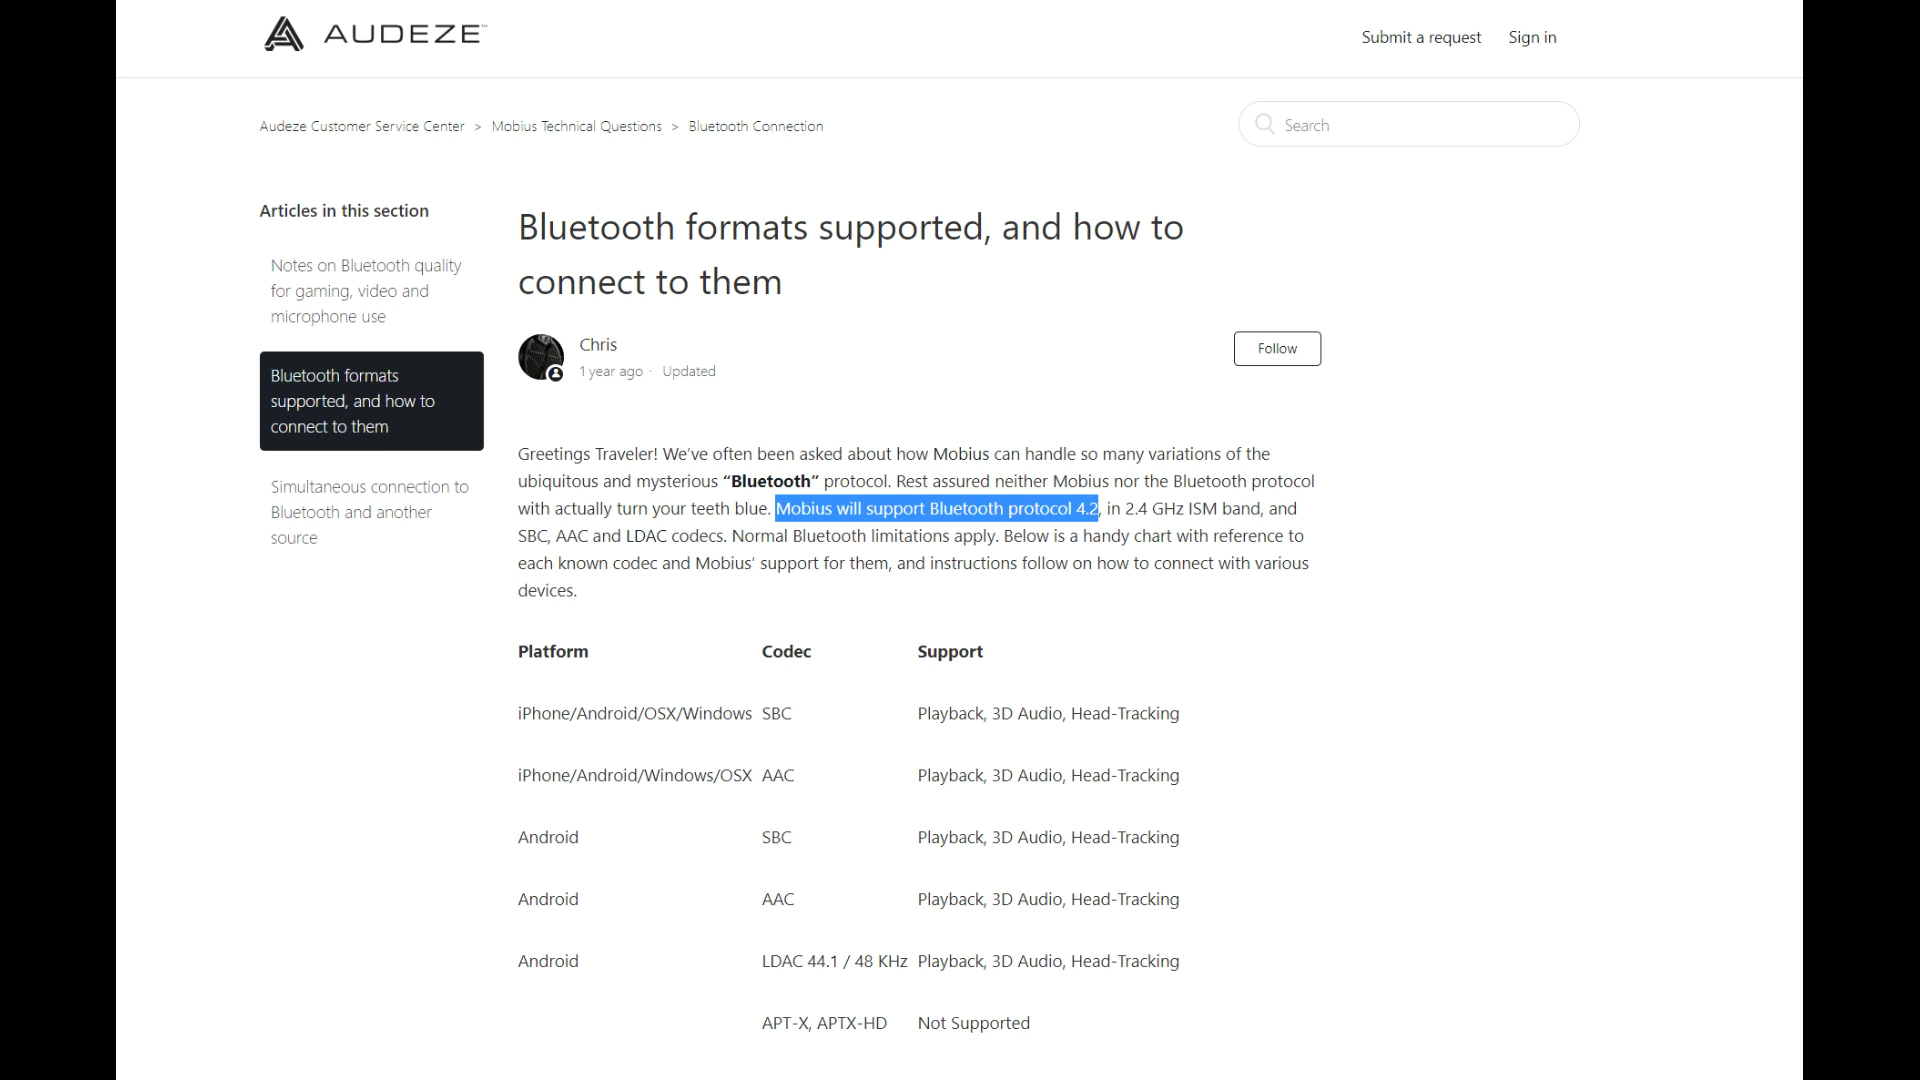 AUDEZE™
Submit a request
Sign in
Audeze Customer Service Center > Mobius Technical Questions > Bluetooth Connection
Search
Articles in this section
Notes on Bluetooth quality
for gaming, video and
microphone use
Bluetooth formats
supported, and how to
connect to them
Simultaneous connection to
Bluetooth and another
source
Bluetooth formats supported, and how to
connect to them
Chris
1 year ago · Updated
Follow
Greetings Traveler! We’ve often been asked about how Mobius can handle so many variations of the
ubiquitous and mysterious “Bluetooth” protocol. Rest assured neither Mobius nor the Bluetooth protocol
with actually turn your teeth blue. Mobius will support Bluetooth protocol 4.2, in 2.4 GHz ISM band, and
SBC, AAC and LDAC codecs. Normal Bluetooth limitations apply. Below is a handy chart with reference to
each known codec and Mobius’ support for them, and instructions follow on how to connect with various
devices.
Platform Codec Support
iPhone/Android/OSX/Windows SBC Playback, 3D Audio, Head-Tracking
iPhone/Android/Windows/OSX AAC Playback, 3D Audio, Head-Tracking
Android SBC Playback, 3D Audio, Head-Tracking
Android AAC Playback, 3D Audio, Head-Tracking
Android LDAC 44.1 / 48 KHz Playback, 3D Audio, Head-Tracking
APT-X, APTX-HD Not Supported